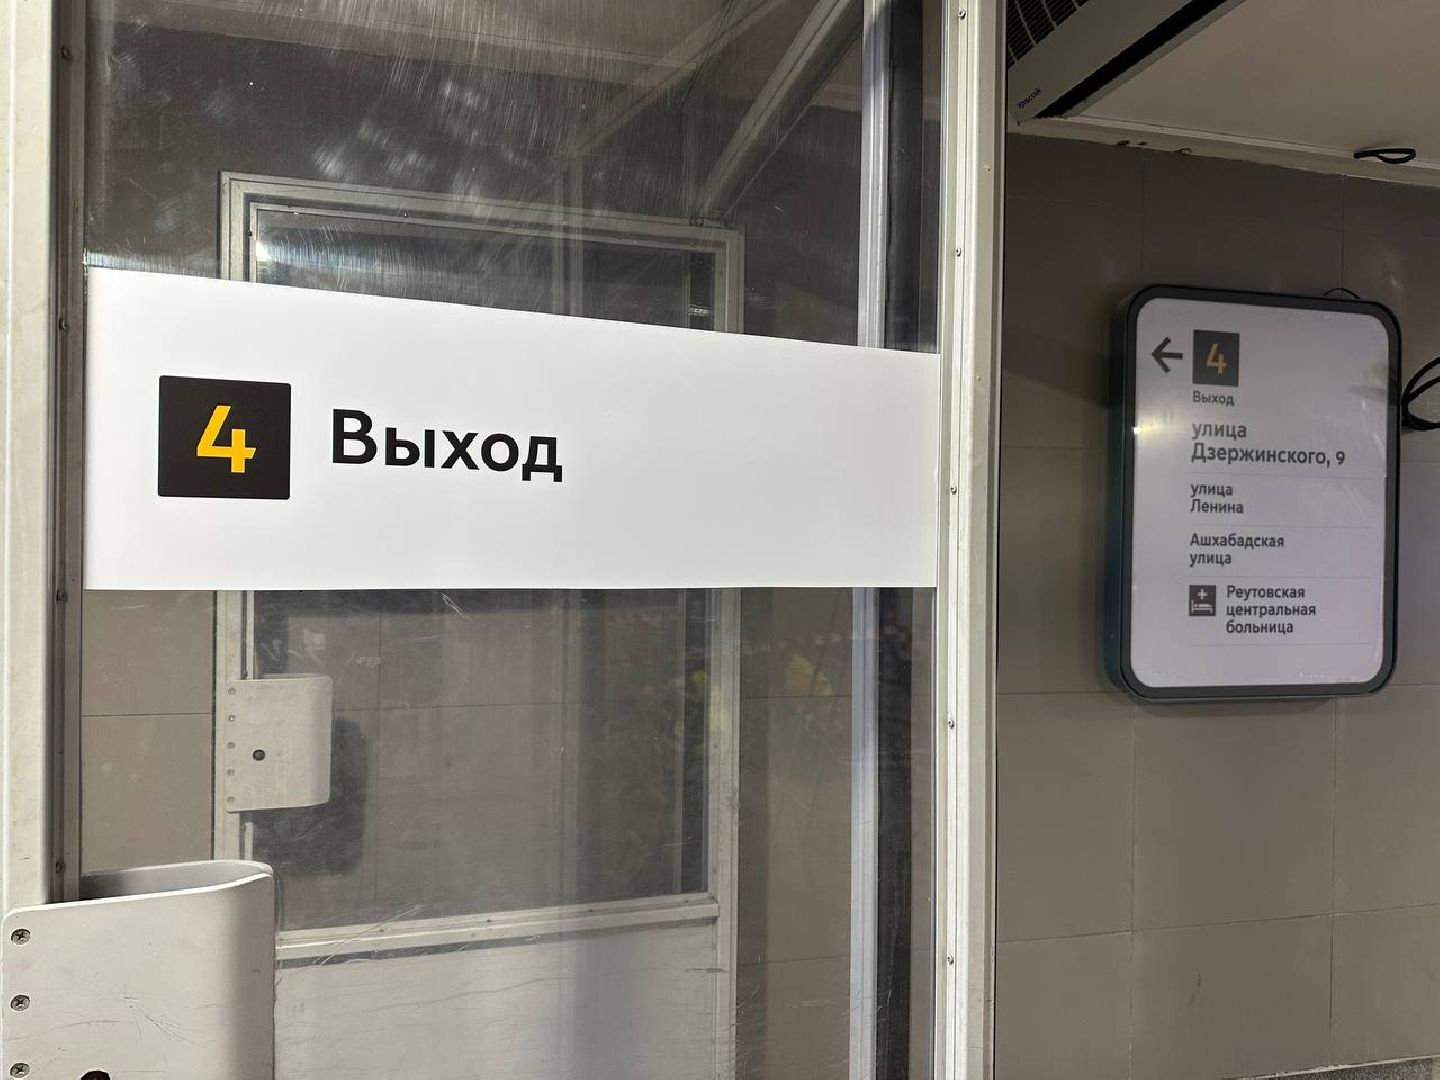 4 Выход
4
Выход
улица
Дзержинского, 9
улица
Ленина
Ашхабадская
улица
Реутовская
центральная
больница